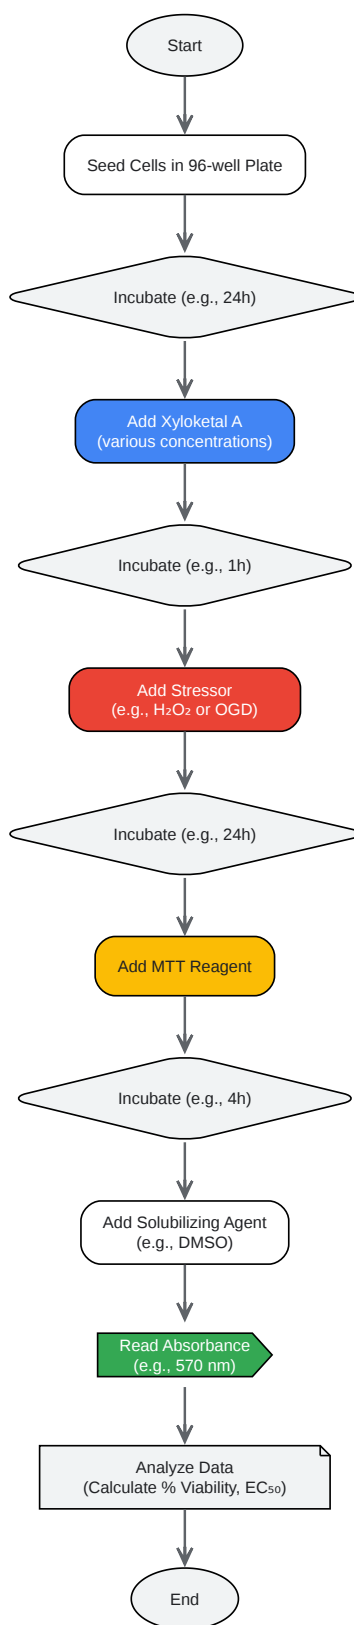 Start
Seed Cells in 96-well Plate
Incubate (e.g., 24h)
Add Xyloketal A
(various concentrations)
Incubate (e.g., 1h)
Add Stressor
(e.g., H₂O₂ or OGD)
Incubate (e.g., 24h)
Add MTT Reagent
Incubate (e.g., 4h)
Add Solubilizing Agent
(e.g., DMSO)
Read Absorbance
(e.g., 570 nm)
Analyze Data
(Calculate % Viability, EC₅₀)
End